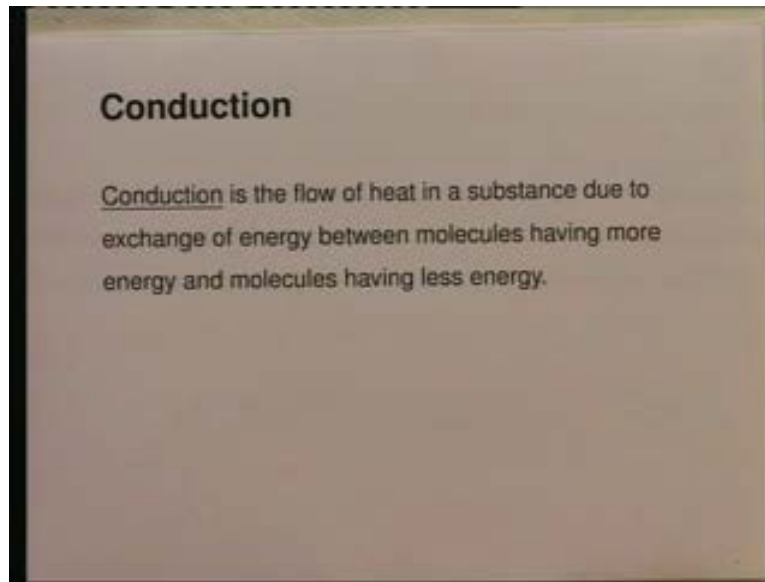 Conduction
Conduction is the flow of heat in a substance due to
exchange of energy between molecules having more
energy and molecules having less energy.